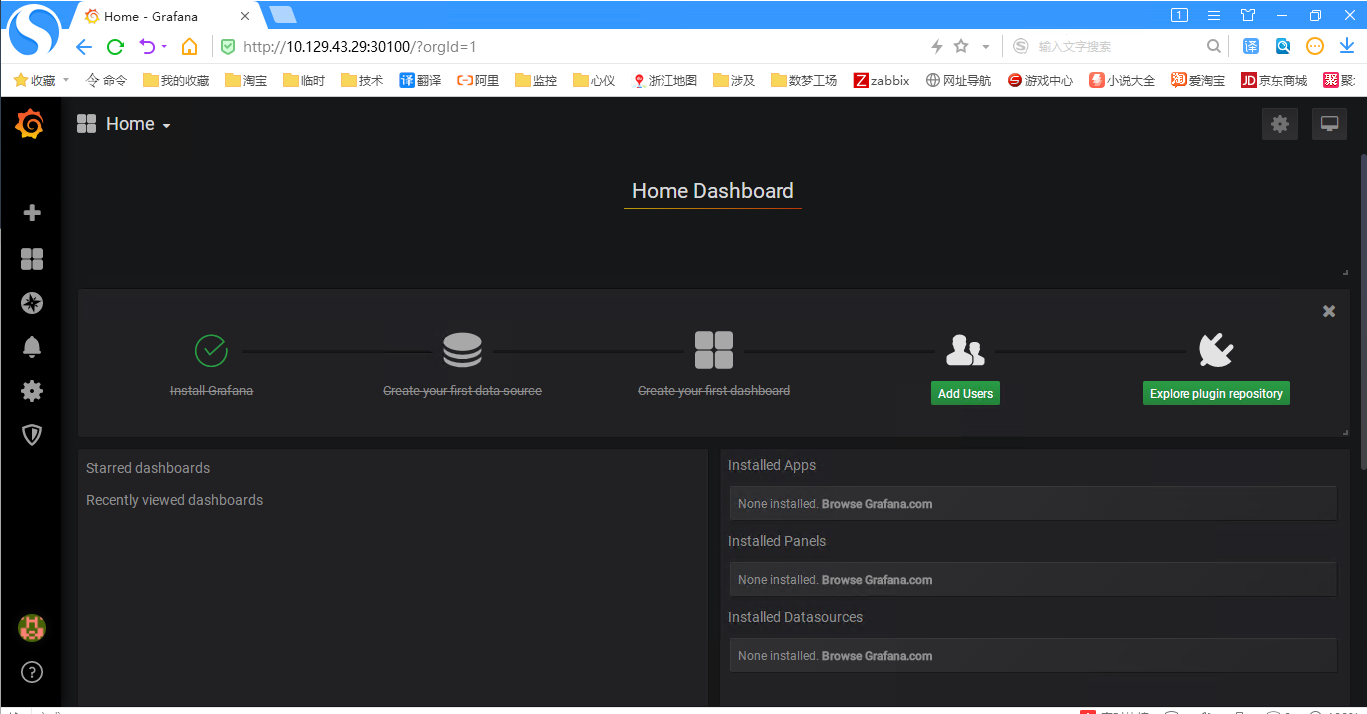 Home - Grafana
1
http://10.129.43.29:30100/?orgId=1
输入文字搜索
译
收藏 命令 我的收藏 淘宝 临时 技术 译 翻译 阿里 监控 心仪 浙江地图 涉及 数梦工场 Z zabbix 网址导航 游戏中心 小说大全 淘 爱淘宝 JD 京东商城 聚 聚:
Home
Home Dashboard
Install Grafana
Create your first data source
Create your first dashboard
Add Users
Explore plugin repository
Starred dashboards
Recently viewed dashboards
Installed Apps
None installed. Browse Grafana.com
Installed Panels
None installed. Browse Grafana.com
Installed Datasources
None installed. Browse Grafana.com
?